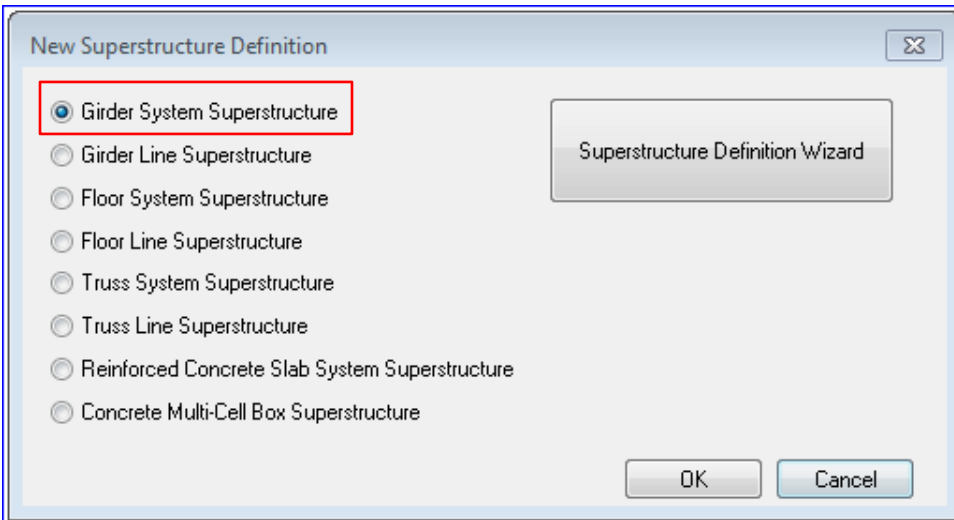 New Superstructure Definition
Girder System Superstructure
Girder Line Superstructure
Superstructure Definition Wizard
Floor System Superstructure
Floor Line Superstructure
Truss System Superstructure
Truss Line Superstructure
Reinforced Concrete Slab System Superstructure
Concrete Multi-Cell Box Superstructure
OK
Cancel